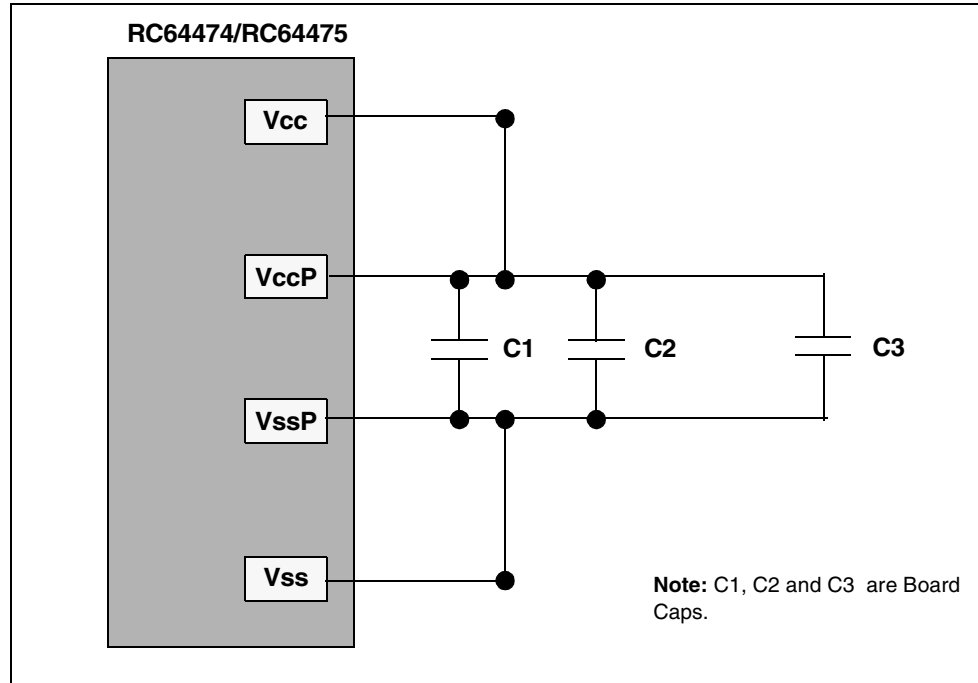 RC64474/RC64475
Vcc
VccP
C1
C2
C3
VssP
Vss
Note: C1, C2 and C3 are Board
Caps.